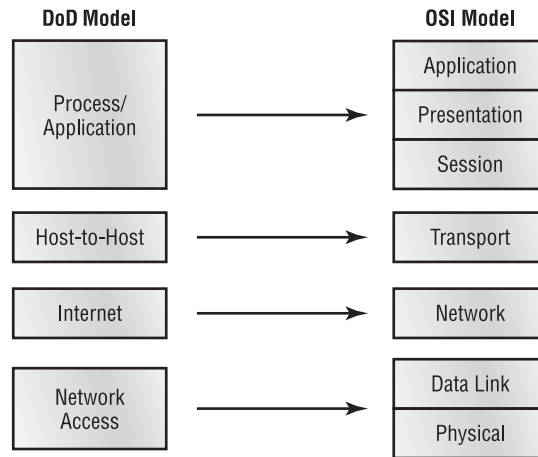 DoD Model
OSI Model
Process/
Application
Application
Presentation
Session
Host-to-Host
Transport
Internet
Network
Network
Access
Data Link
Physical